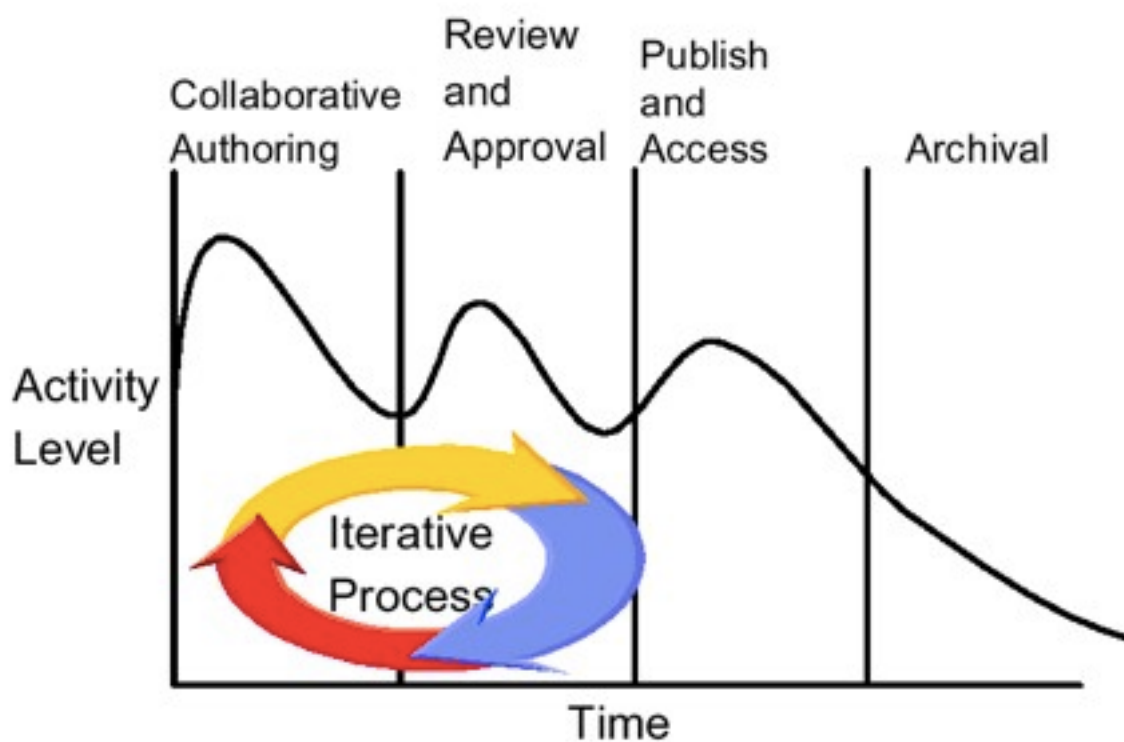 Collaborative
Authoring
Review
and
Approval
Publish
and
Access
Archival
Activity
Level
Iterative
Process
Time